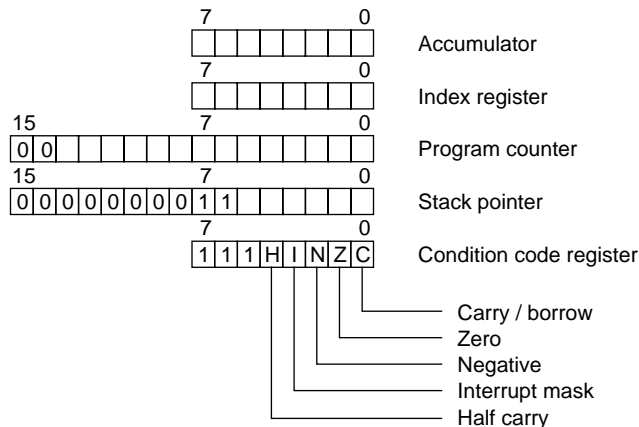 7 0
Accumulator
7 0
Index register
15 7 0
0 0 Program counter
15 7 0
0 0 0 0 0 0 0 0 1 1 Stack pointer
7 0
1 1 1 H I N Z C Condition code register
Carry / borrow
Zero
Negative
Interrupt mask
Half carry